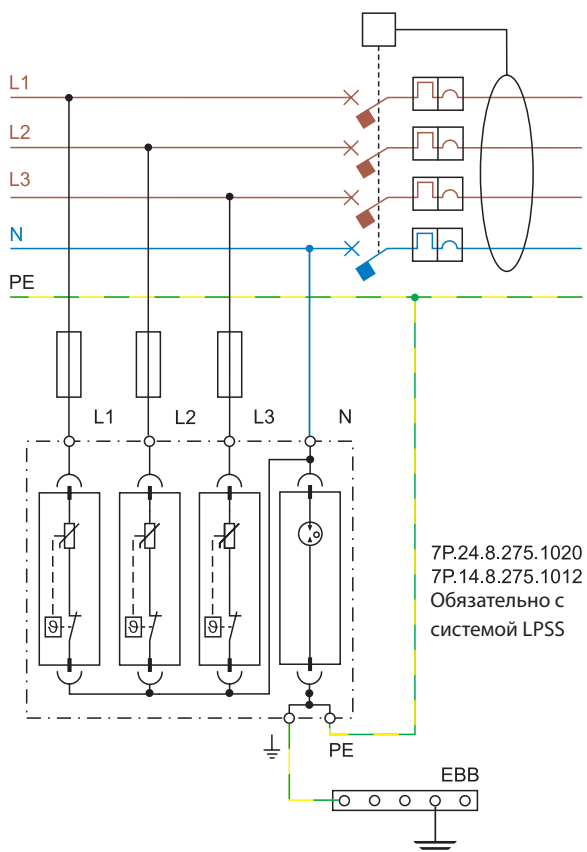 L1
L2
L3
N
PE
L1 L2 L3 N
ϑ ϑ ϑ
7P.24.8.275.1020
7P.14.8.275.1012
Обязательно с
системой LPSS
PE
EBB